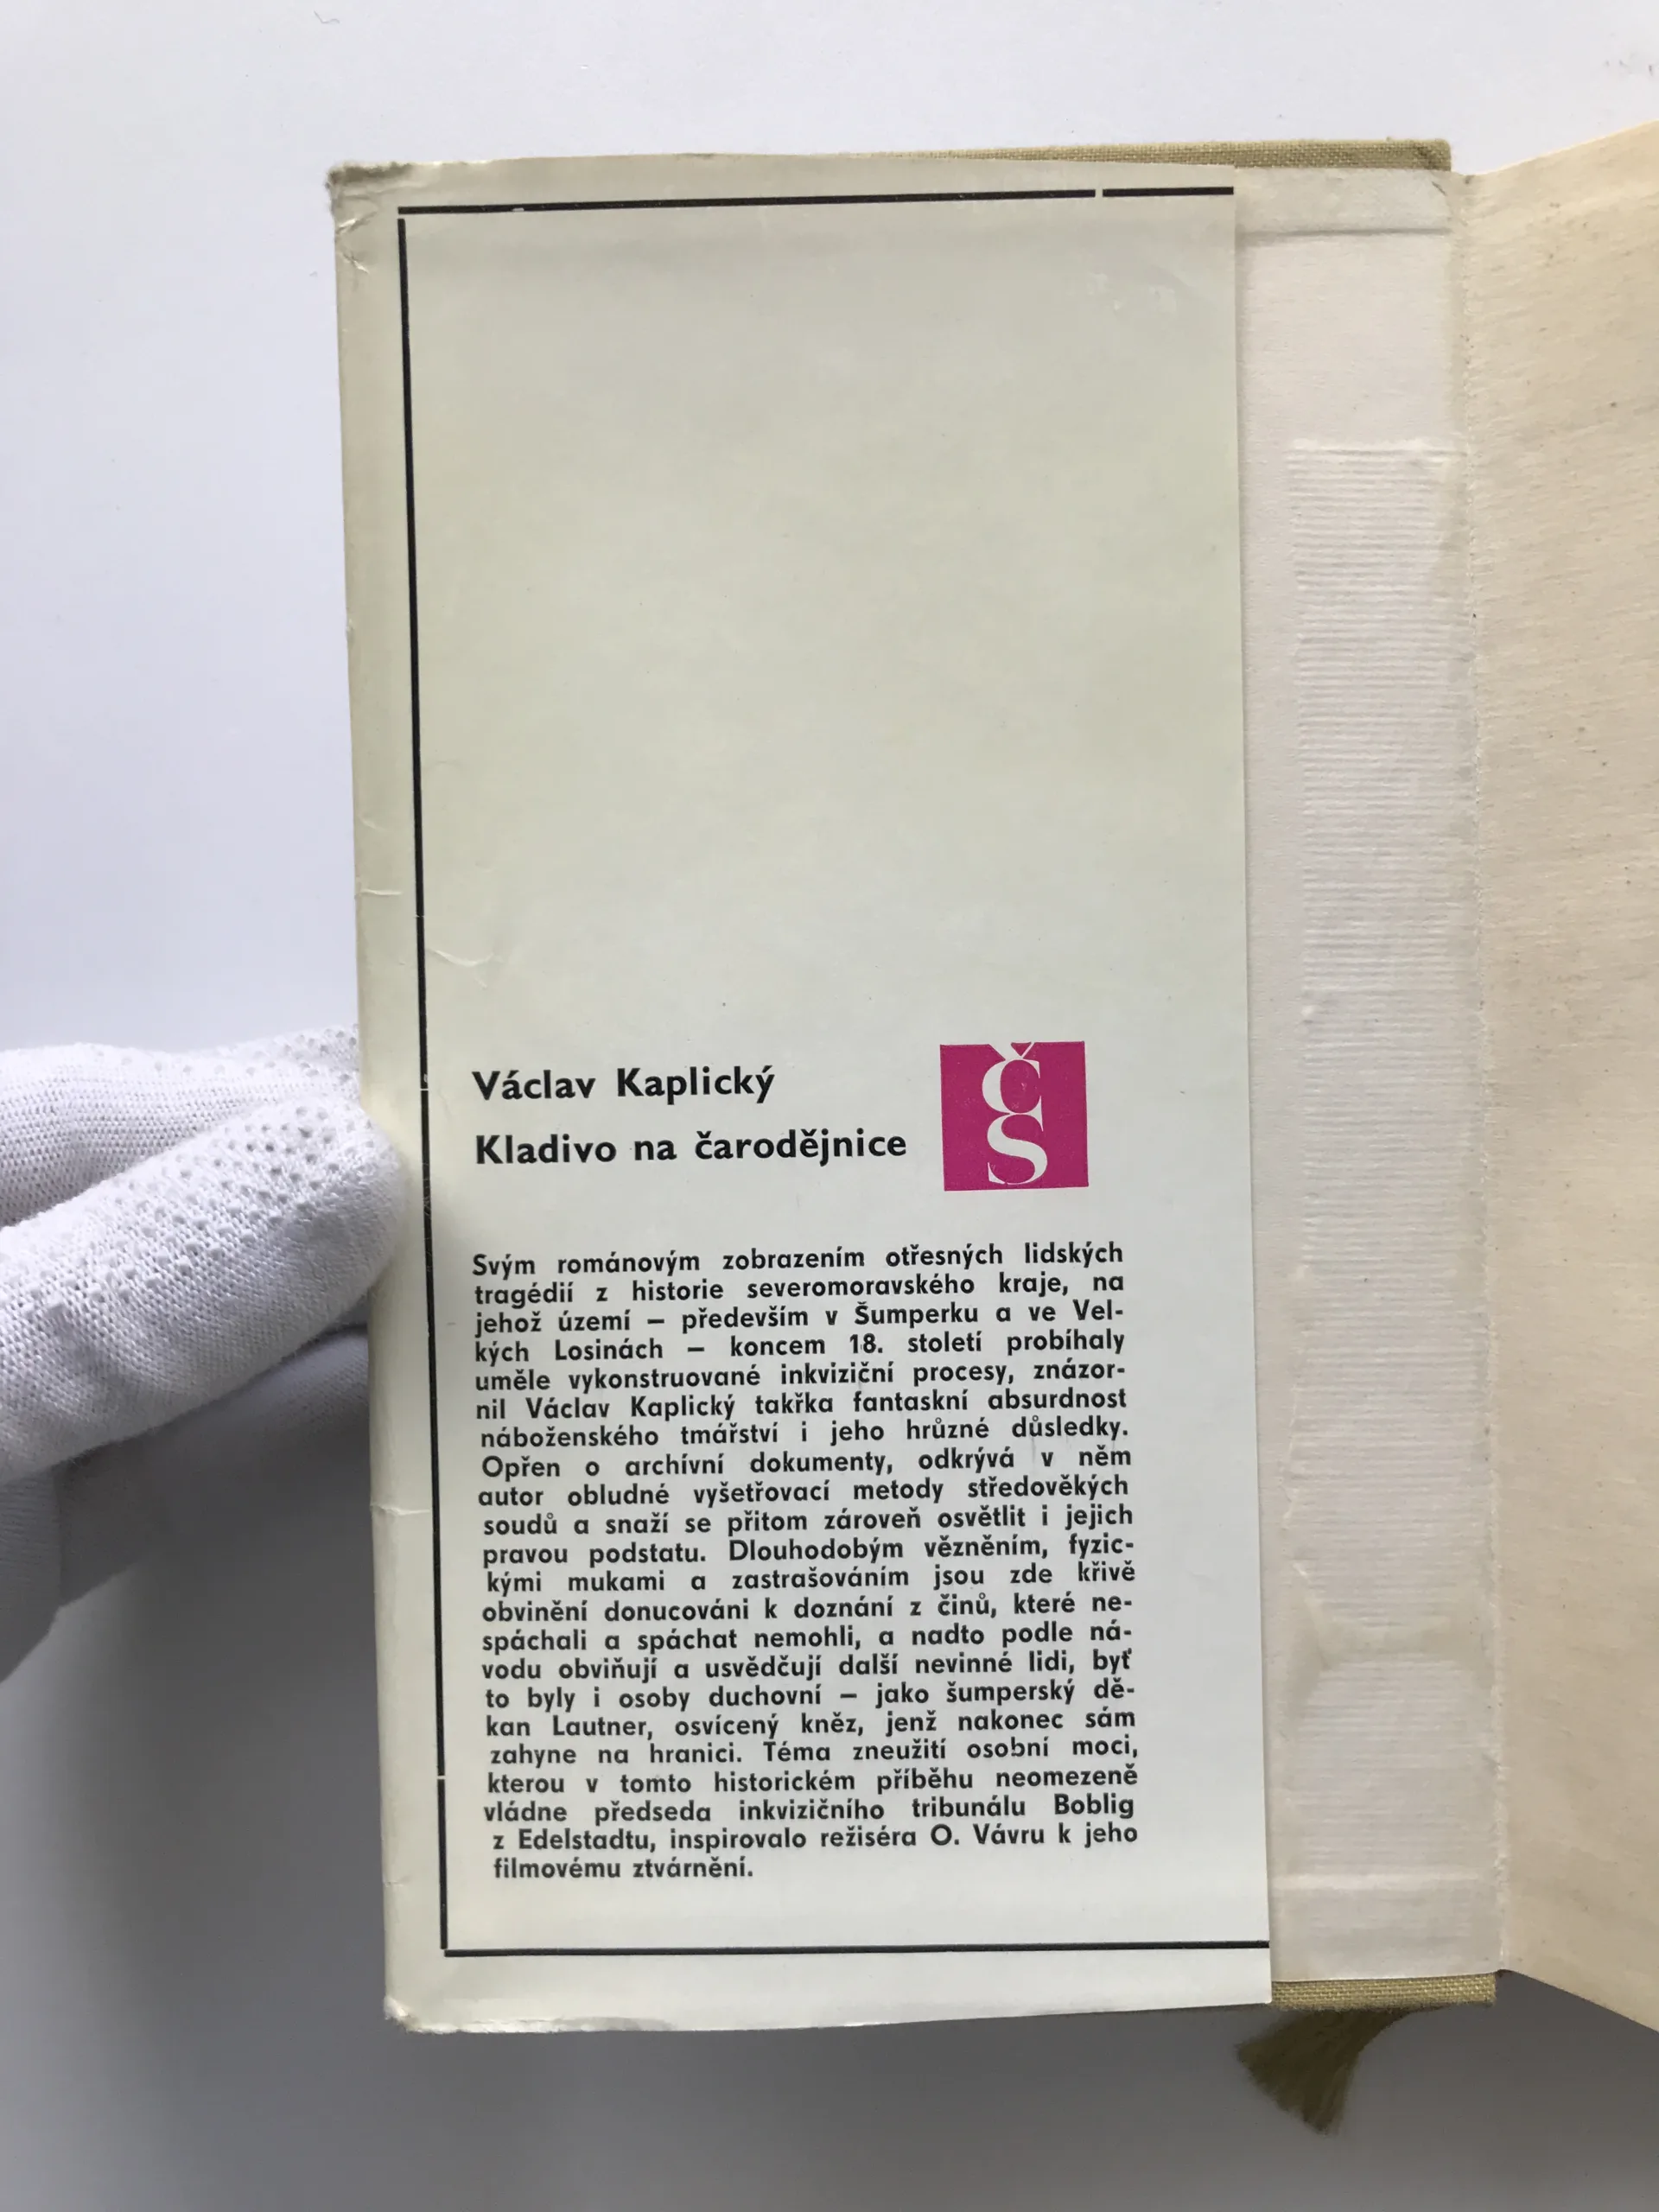 Václav Kaplický
Kladivo na čarodějnice
ČS
Svým románovým zobrazením otřesných lidských
tragédií z historie severomoravského kraje, na
jehož území — především v Šumperku a ve Vel-
kých Losinách — koncem 18. století probíhaly
uměle vykonstruované inkviziční procesy, znázor-
nil Václav Kaplický takřka fantaskní absurdnost
náboženského tmářství i jeho hrůzné důsledky.
Opřen o archívní dokumenty, odkrývá v něm
autor obludné vyšetřovací metody středověkých
soudů a snaží se přitom zároveň osvětlit i jejich
pravou podstatu. Dlouhodobým vězněním, fyzic-
kými mukami a zastrašováním jsou zde křivě
obvinění donucováni k doznání z činů, které ne-
spáchali a spáchat nemohli, a nadto podle ná-
vodu obviňují a usvědčují další nevinné lidi, byť
to byly i osoby duchovní — jako šumperský dě-
kan Lautner, osvícený kněz, jenž nakonec sám
zahyne na hranici. Téma zneužití osobní moci,
kterou v tomto historickém příběhu neomezeně
vládne předseda inkvizičního tribunálu Boblig
z Edelstadtu, inspirovalo režiséra O. Vávru k jeho
filmovému ztvárnění.